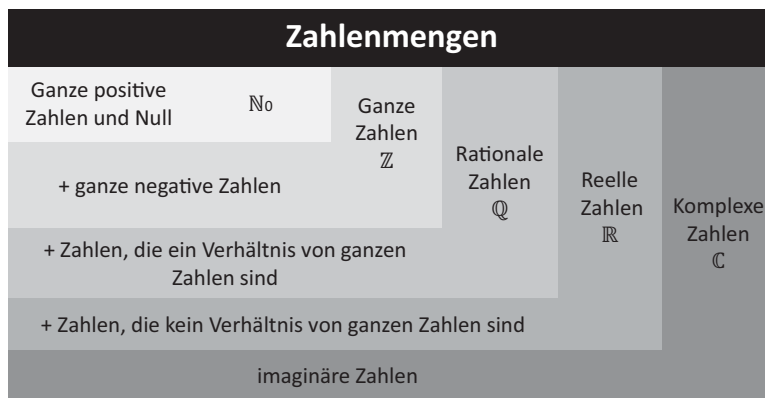 Zahlenmengen
Ganze positive
Zahlen und Null
ℕ₀
Ganze
Zahlen
ℤ
+ ganze negative Zahlen
Rationale
Zahlen
ℚ
+ Zahlen, die ein Verhältnis von ganzen
Zahlen sind
Reelle
Zahlen
ℝ
+ Zahlen, die kein Verhältnis von ganzen Zahlen sind
Komplexe
Zahlen
ℂ
imaginäre Zahlen